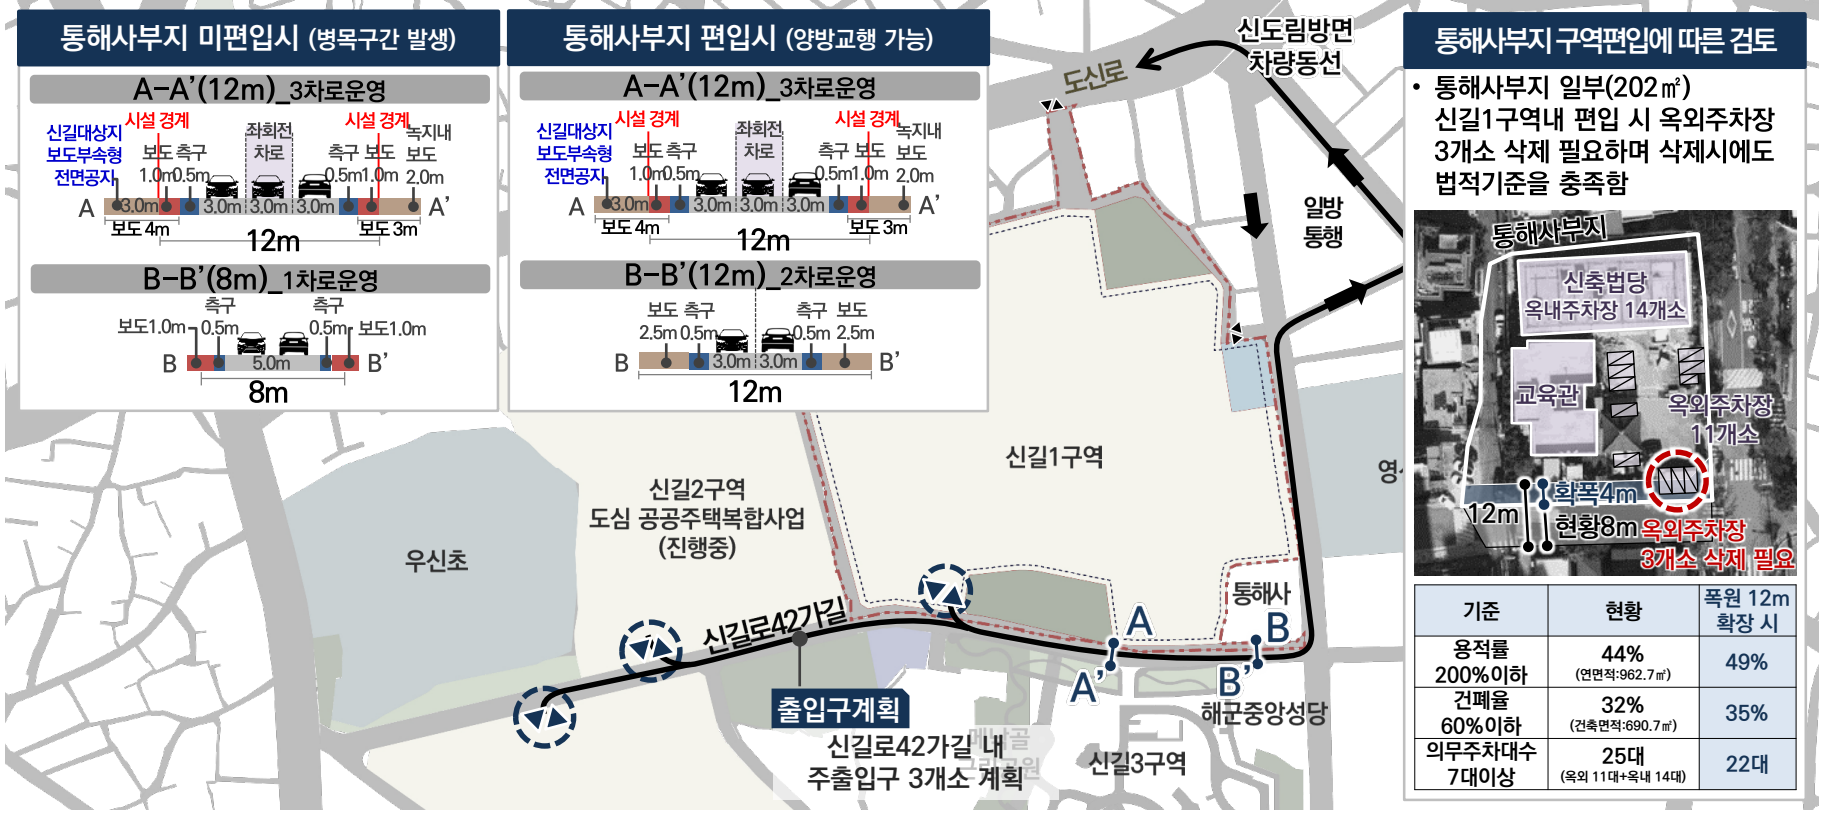 통해사부지 미편입시 (병목구간 발생)
A-A'(12m)_3차로운영
시설 경계
시설 경계
신길대상지
보도부속형
전면공지
보도
1.0m
측구
0.5m
좌회전
차로
측구
0.5m
보도
1.0m
녹지내
보도
2.0m
A
3.0m
3.0m
3.0m
3.0m
A'
보도 4m
보도 3m
12m
B-B'(8m)_1차로운영
보도1.0m
측구
0.5m
측구
0.5m
보도1.0m
B
5.0m
B'
8m
통해사부지 편입시 (양방교행 가능)
A-A'(12m)_3차로운영
시설 경계
시설 경계
신길대상지
보도부속형
전면공지
보도
1.0m
측구
0.5m
좌회전
차로
측구
0.5m
보도
1.0m
녹지내
보도
2.0m
A
3.0m
3.0m
3.0m
3.0m
A'
보도 4m
보도 3m
12m
B-B'(12m)_2차로운영
보도
2.5m
측구
0.5m
측구
0.5m
보도
2.5m
B
3.0m
3.0m
B'
12m
신도림방면
차량동선
도신로
일방
통행
신길1구역
신길2구역
도심 공공주택복합사업
(진행중)
우신초
영
신길로42가길
통해사
A
A'
B
B'
해군중앙성당
출입구계획
신길로42가길 내
주출입구 3개소 계획
신길3구역
통해사부지 구역편입에 따른 검토
• 통해사부지 일부(202㎡)
신길1구역내 편입 시 옥외주차장
3개소 삭제 필요하며 삭제시에도
법적기준을 충족함
통해사부지
신축법당
옥내주차장 14개소
교육관
옥외주차장
11개소
확폭4m
12m
현황8m
옥외주차장
3개소 삭제 필요
기준
현황
폭원 12m
확장 시
용적률
200%이하
44%
(연면적:962.7㎡)
49%
건폐율
60%이하
32%
(건축면적:690.7㎡)
35%
의무주차대수
7대이상
25대
(옥외 11대+옥내 14대)
22대